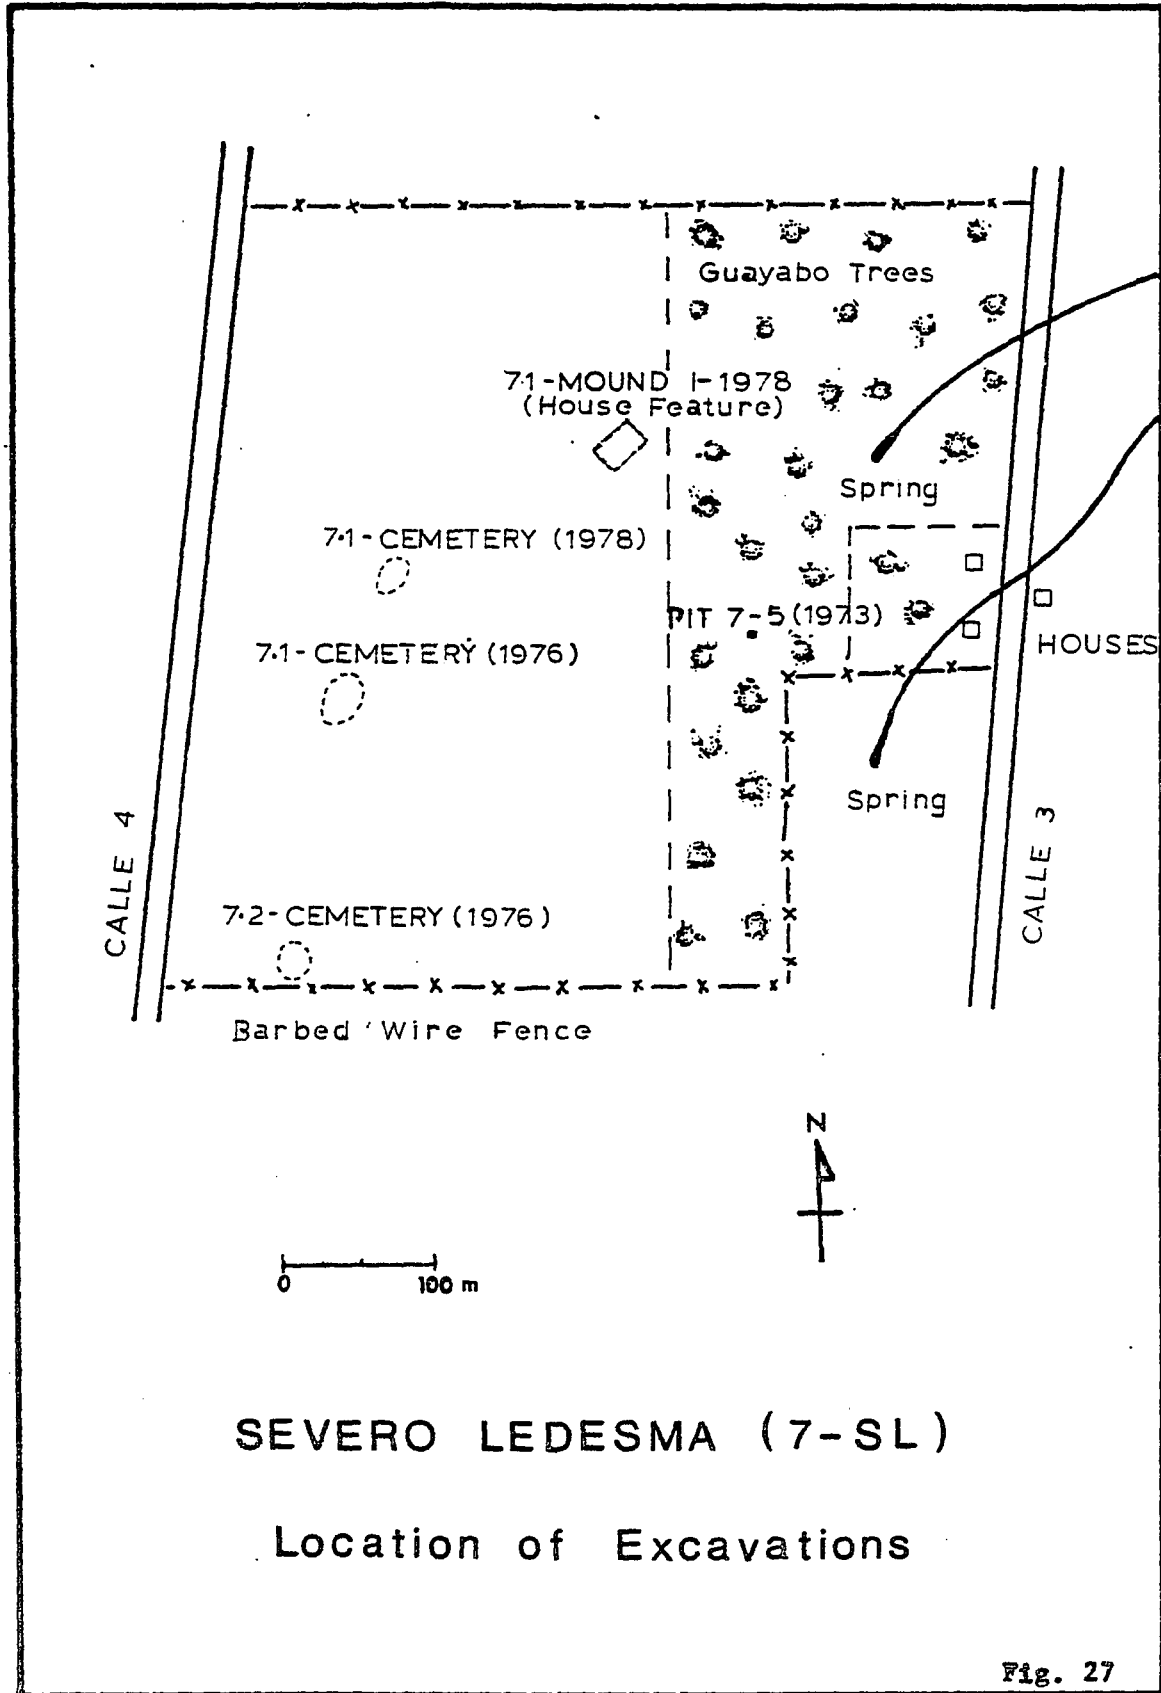 Guayabo Trees
7.1-MOUND 1-1978
(House Feature)
Spring
7.1-CEMETERY (1978)
PIT 7-5 (1973)
7.1-CEMETERY (1976)
HOUSES
Spring
CALLE 4
CALLE 3
7.2-CEMETERY (1976)
Barbed Wire Fence
N
0 100 m
SEVERO LEDESMA (7-SL)
Location of Excavations
Fig. 27